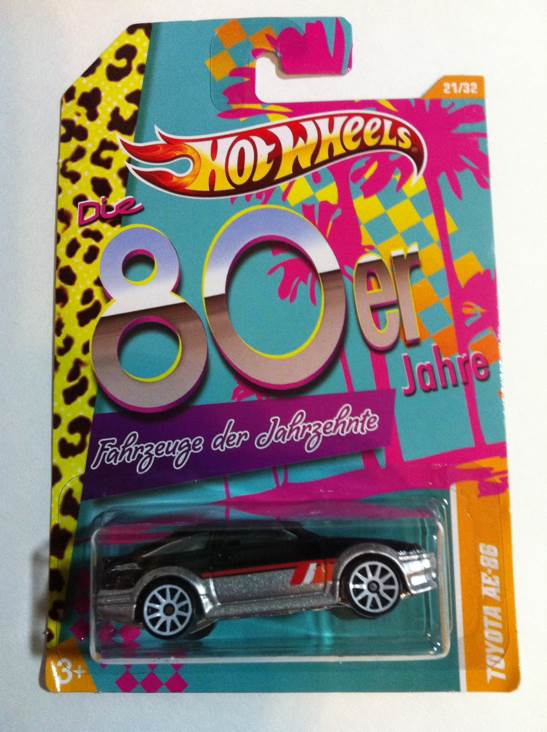 21/32
HOT WHEELS
Die
80er
Jahre
Fahrzeuge der Jahrzehnte
TOYOTA AE-86
3+